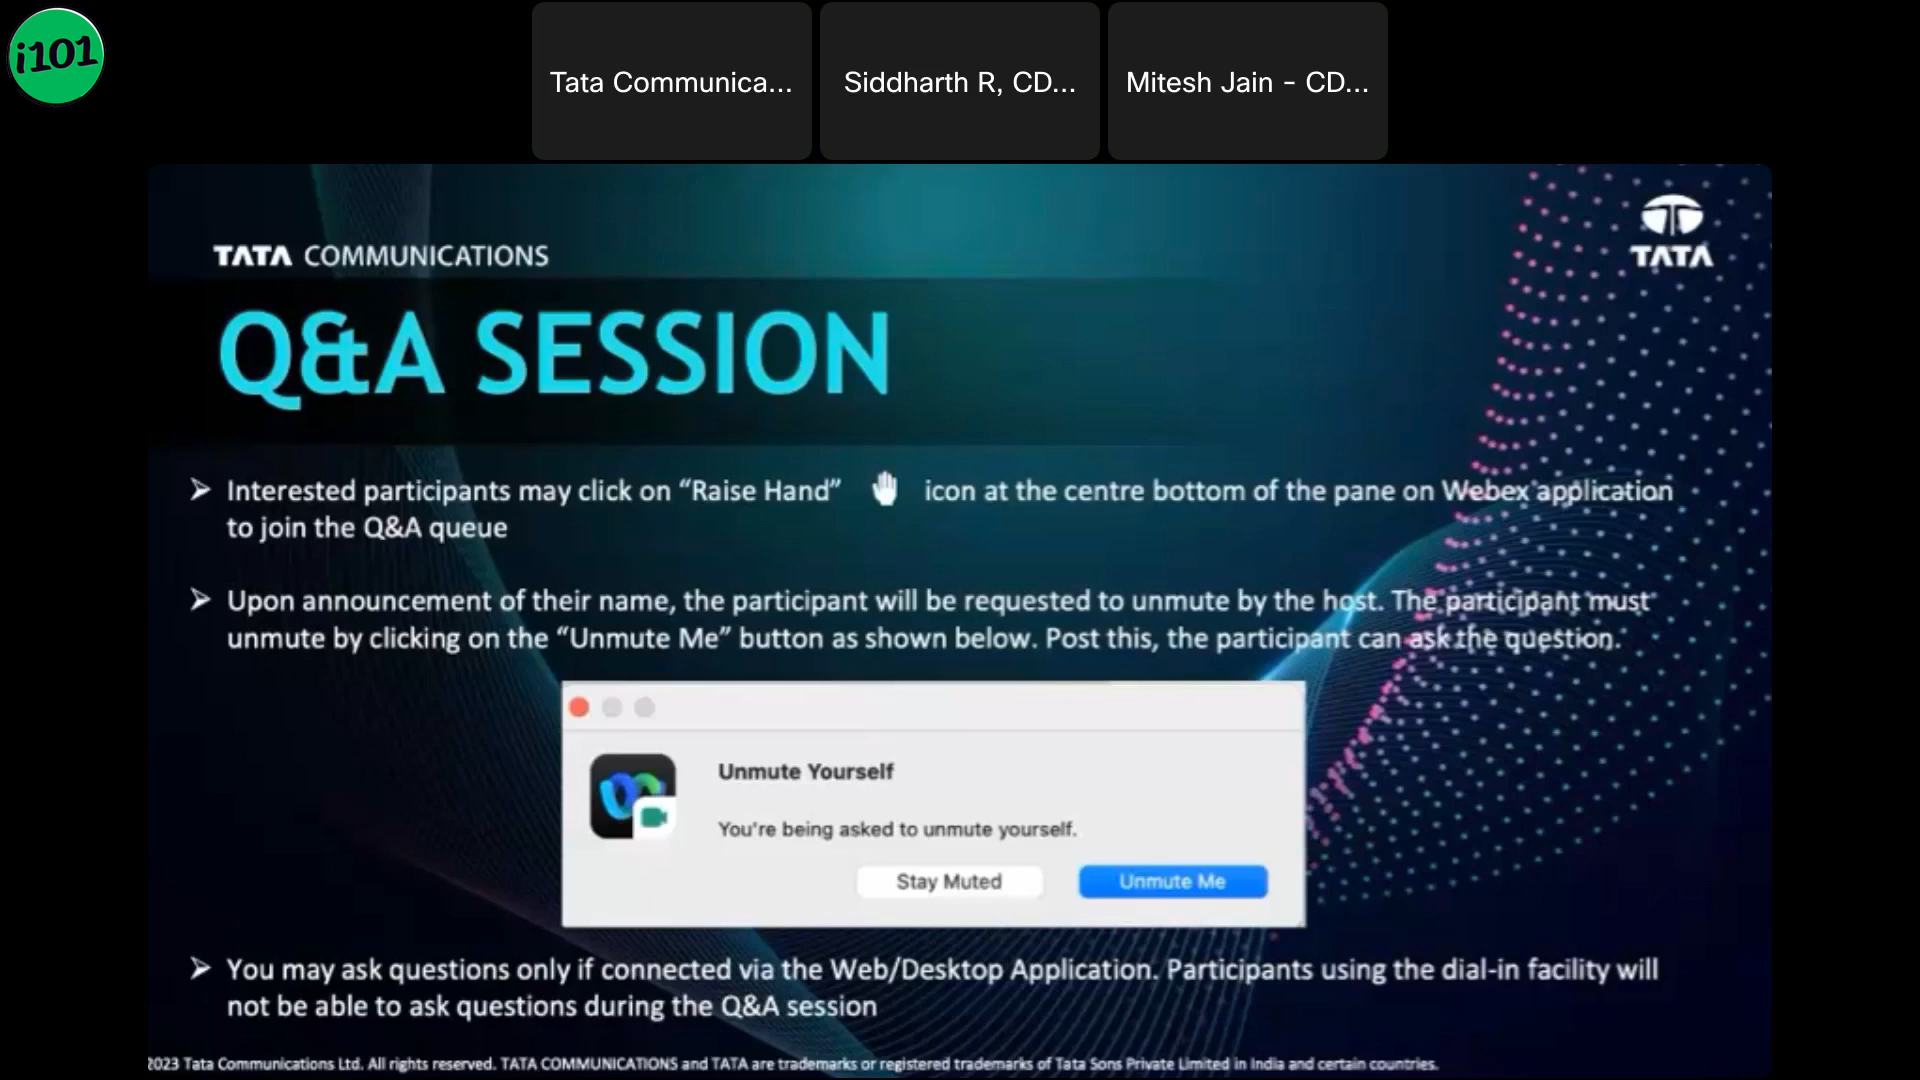 i101
Tata Communica...
Siddharth R, CD...
Mitesh Jain - CD...
TATA COMMUNICATIONS
TATA
Q&A SESSION
Interested participants may click on “Raise Hand” icon at the centre bottom of the pane on Webex application
to join the Q&A queue
Upon announcement of their name, the participant will be requested to unmute by the host. The participant must
unmute by clicking on the “Unmute Me” button as shown below. Post this, the participant can ask the question.
Unmute Yourself
You're being asked to unmute yourself.
Stay Muted
Unmute Me
You may ask questions only if connected via the Web/Desktop Application. Participants using the dial-in facility will
not be able to ask questions during the Q&A session
2023 Tata Communications Ltd. All rights reserved. TATA COMMUNICATIONS and TATA are trademarks or registered trademarks of Tata Sons Private Limited in India and certain countries.